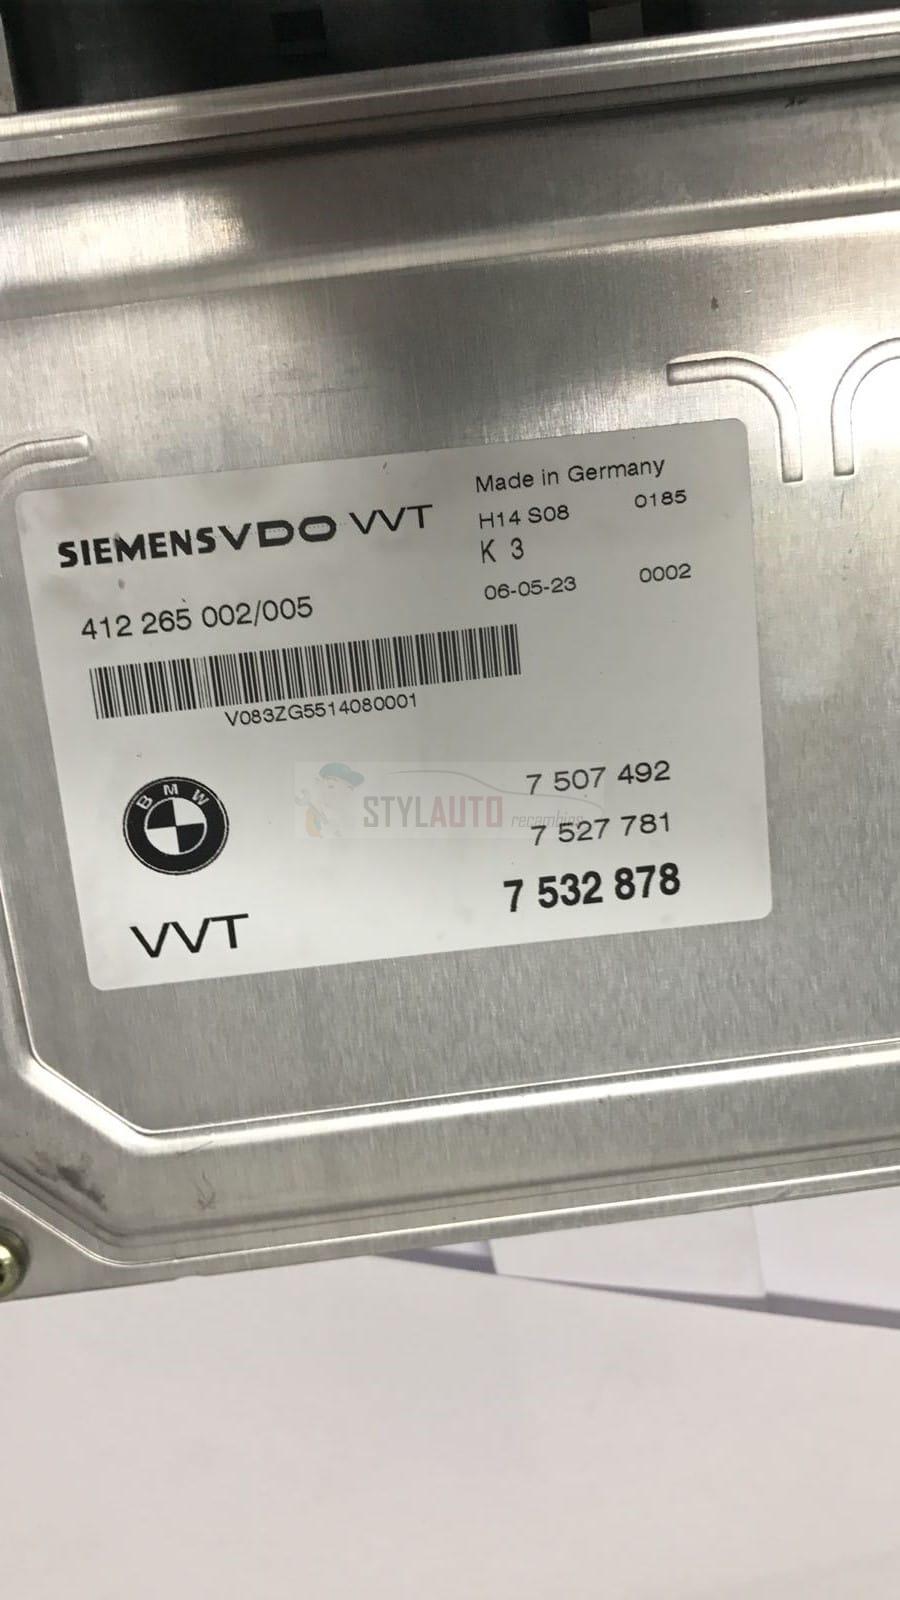 SIEMENSVDO VVT
Made in Germany
H14 S08 0185
K 3
06-05-23 0002
412 265 002/005
V083ZG5514080001
BMW
VVT
7 507 492
STYLAUTO recambios
7 527 781
7 532 878